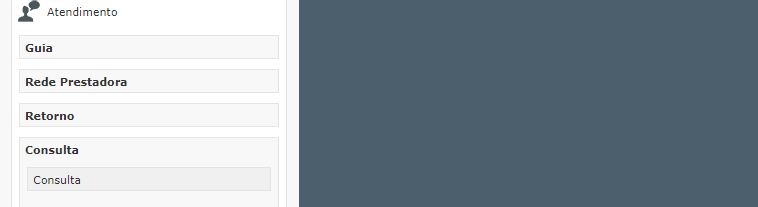 Atendimento
Guia
Rede Prestadora
Retorno
Consulta
Consulta